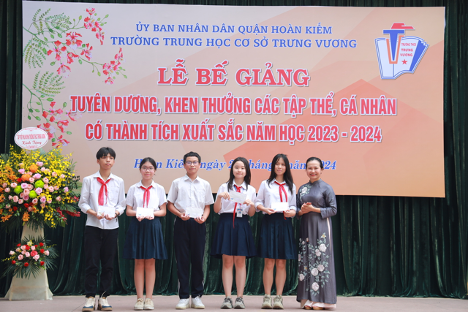 ỦY BAN NHÂN DÂN QUẬN HOÀN KIẾM
TRƯỜNG TRUNG HỌC CƠ SỞ TRƯNG VƯƠNG
LỄ BẾ GIẢNG
TUYÊN DƯƠNG, KHEN THƯỞNG CÁC TẬP THỂ, CÁ NHÂN
CÓ THÀNH TÍCH XUẤT SẮC NĂM HỌC 2023 - 2024
Kiếm, ngày